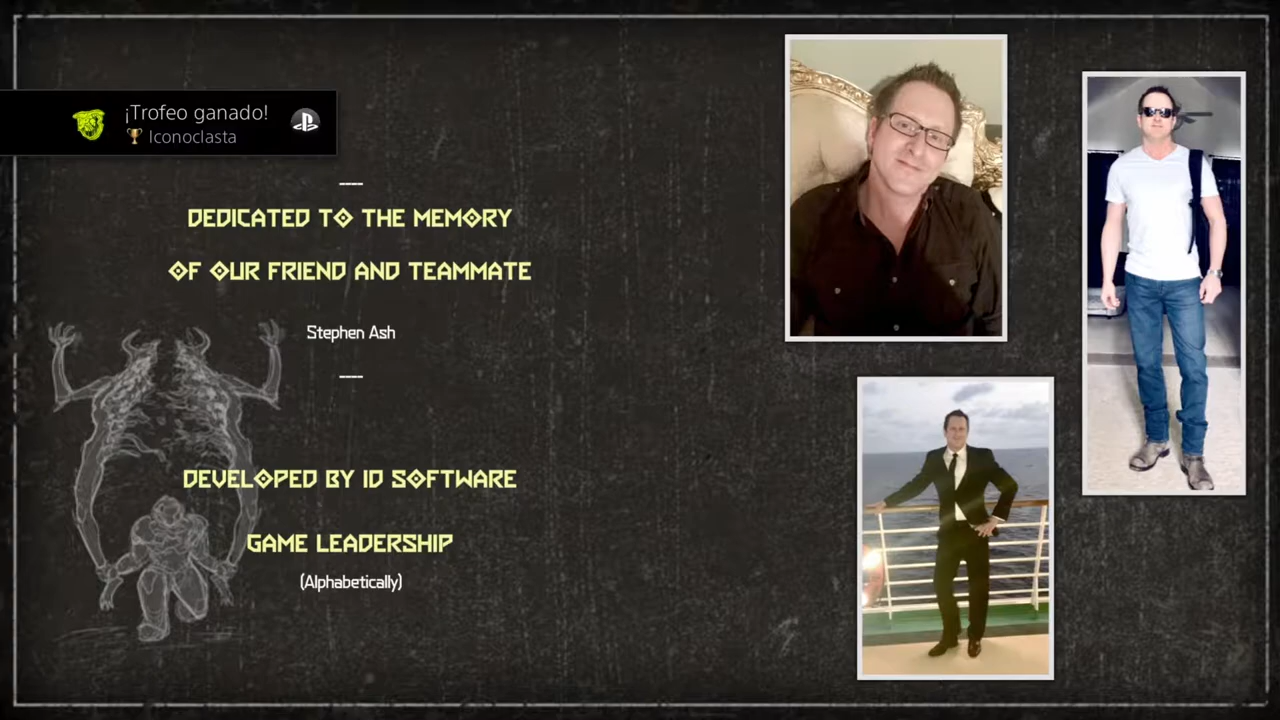 ¡Trofeo ganado!
Iconoclasta
DEDICATED TO THE MEMORY
OF OUR FRIEND AND TEAMMATE
Stephen Ash
DEVELOPED BY ID SOFTWARE
GAME LEADERSHIP
(Alphabetically)